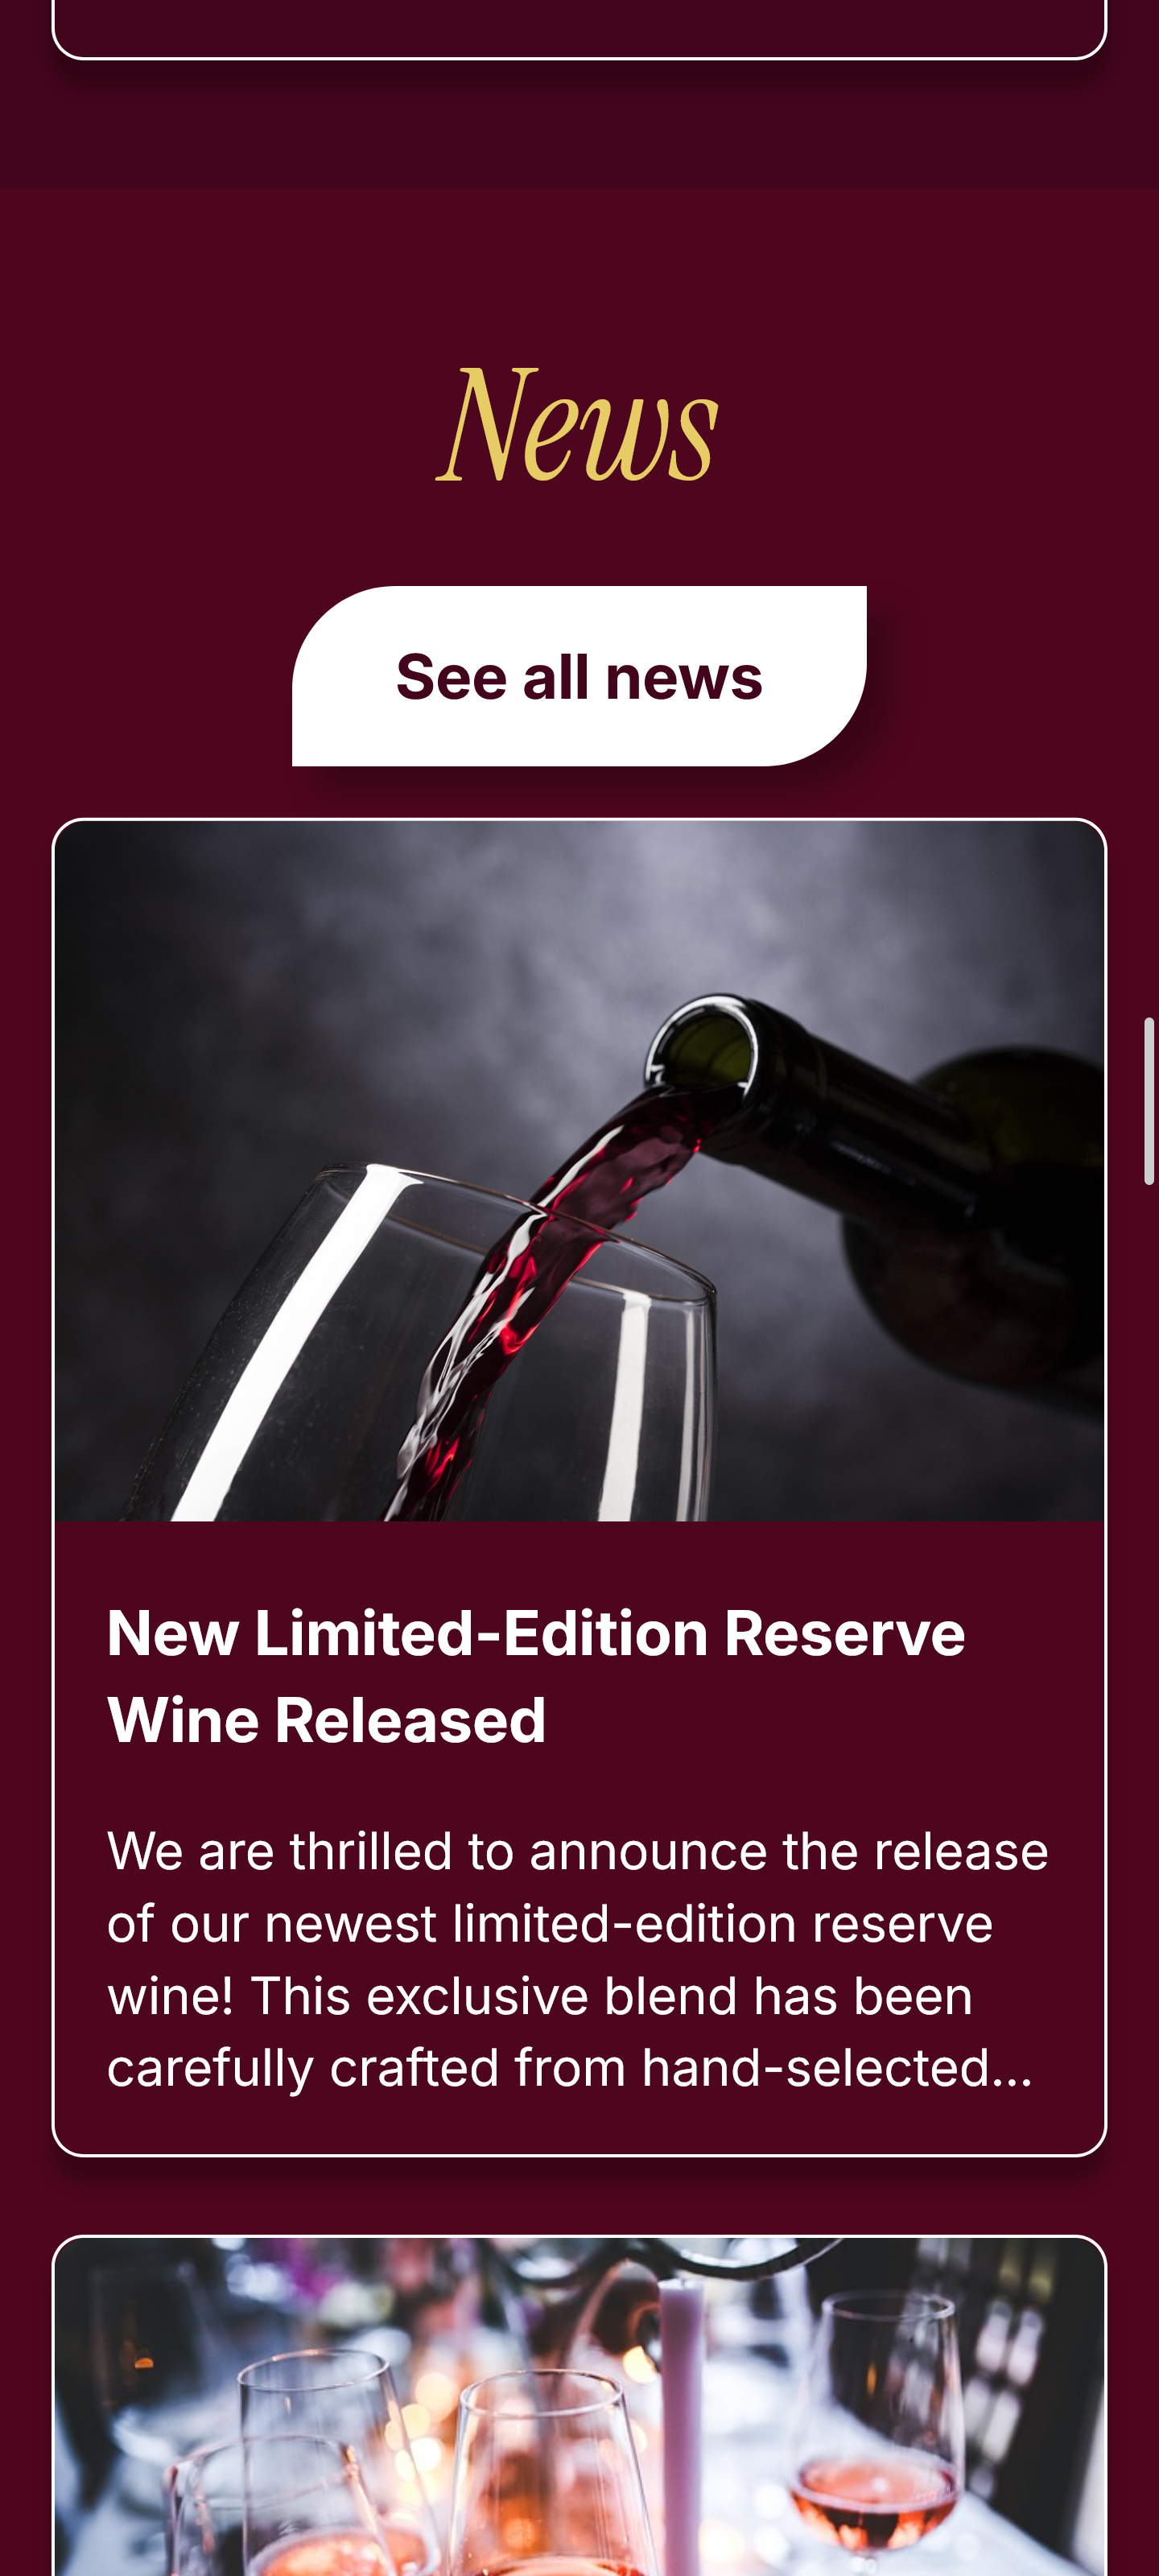 News
See all news
New Limited-Edition Reserve
Wine Released
We are thrilled to announce the release
of our newest limited-edition reserve
wine! This exclusive blend has been
carefully crafted from hand-selected...